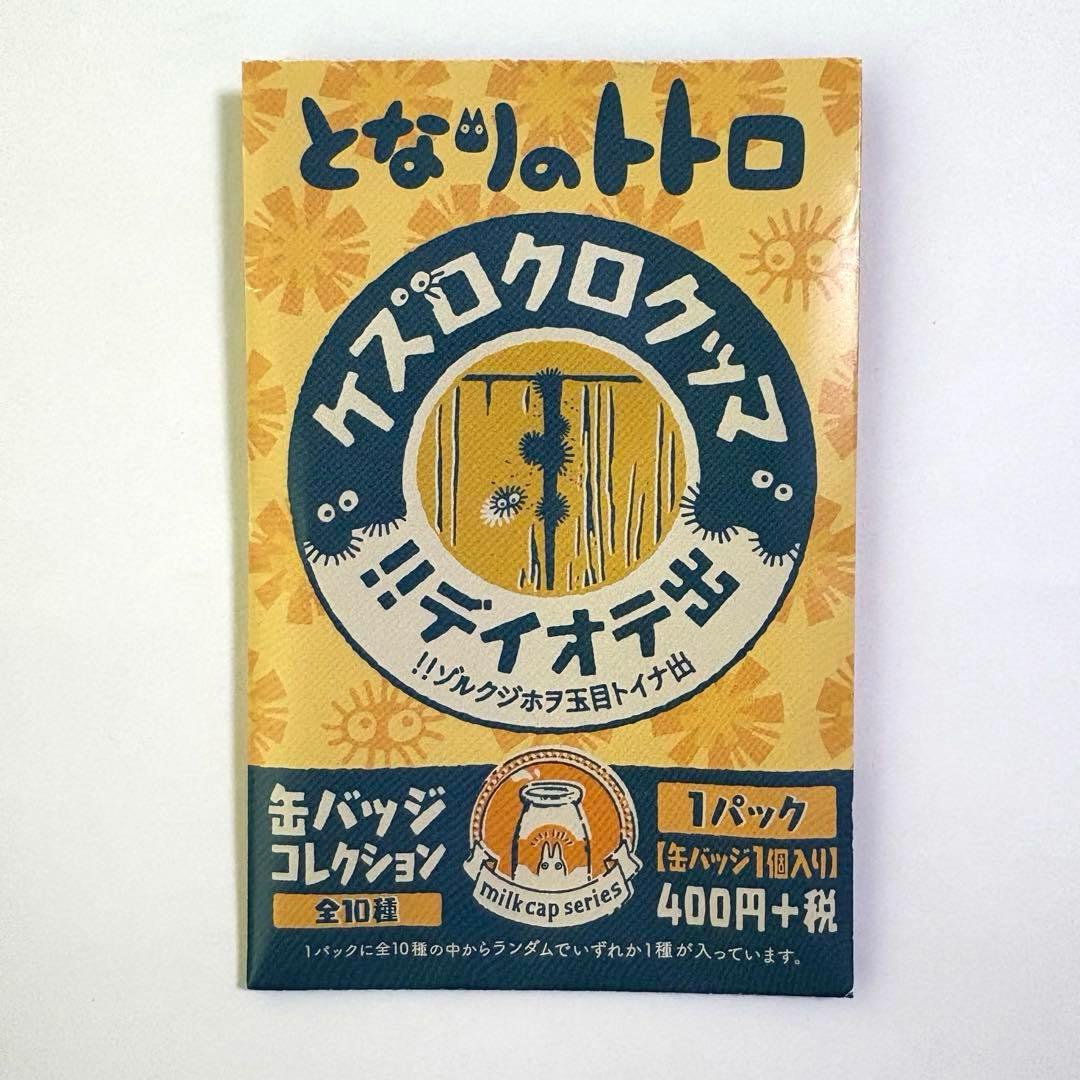 となりのトトロ
マックロクロスケ
出テオイデ!!
出ナイト目玉ヲホジクルゾ!!
缶バッジ
コレクション
全10種
milk cap series
1パック
【缶バッジ1個入り】
400円+税
1パックに全10種の中からランダムでいずれか1種が入っています。